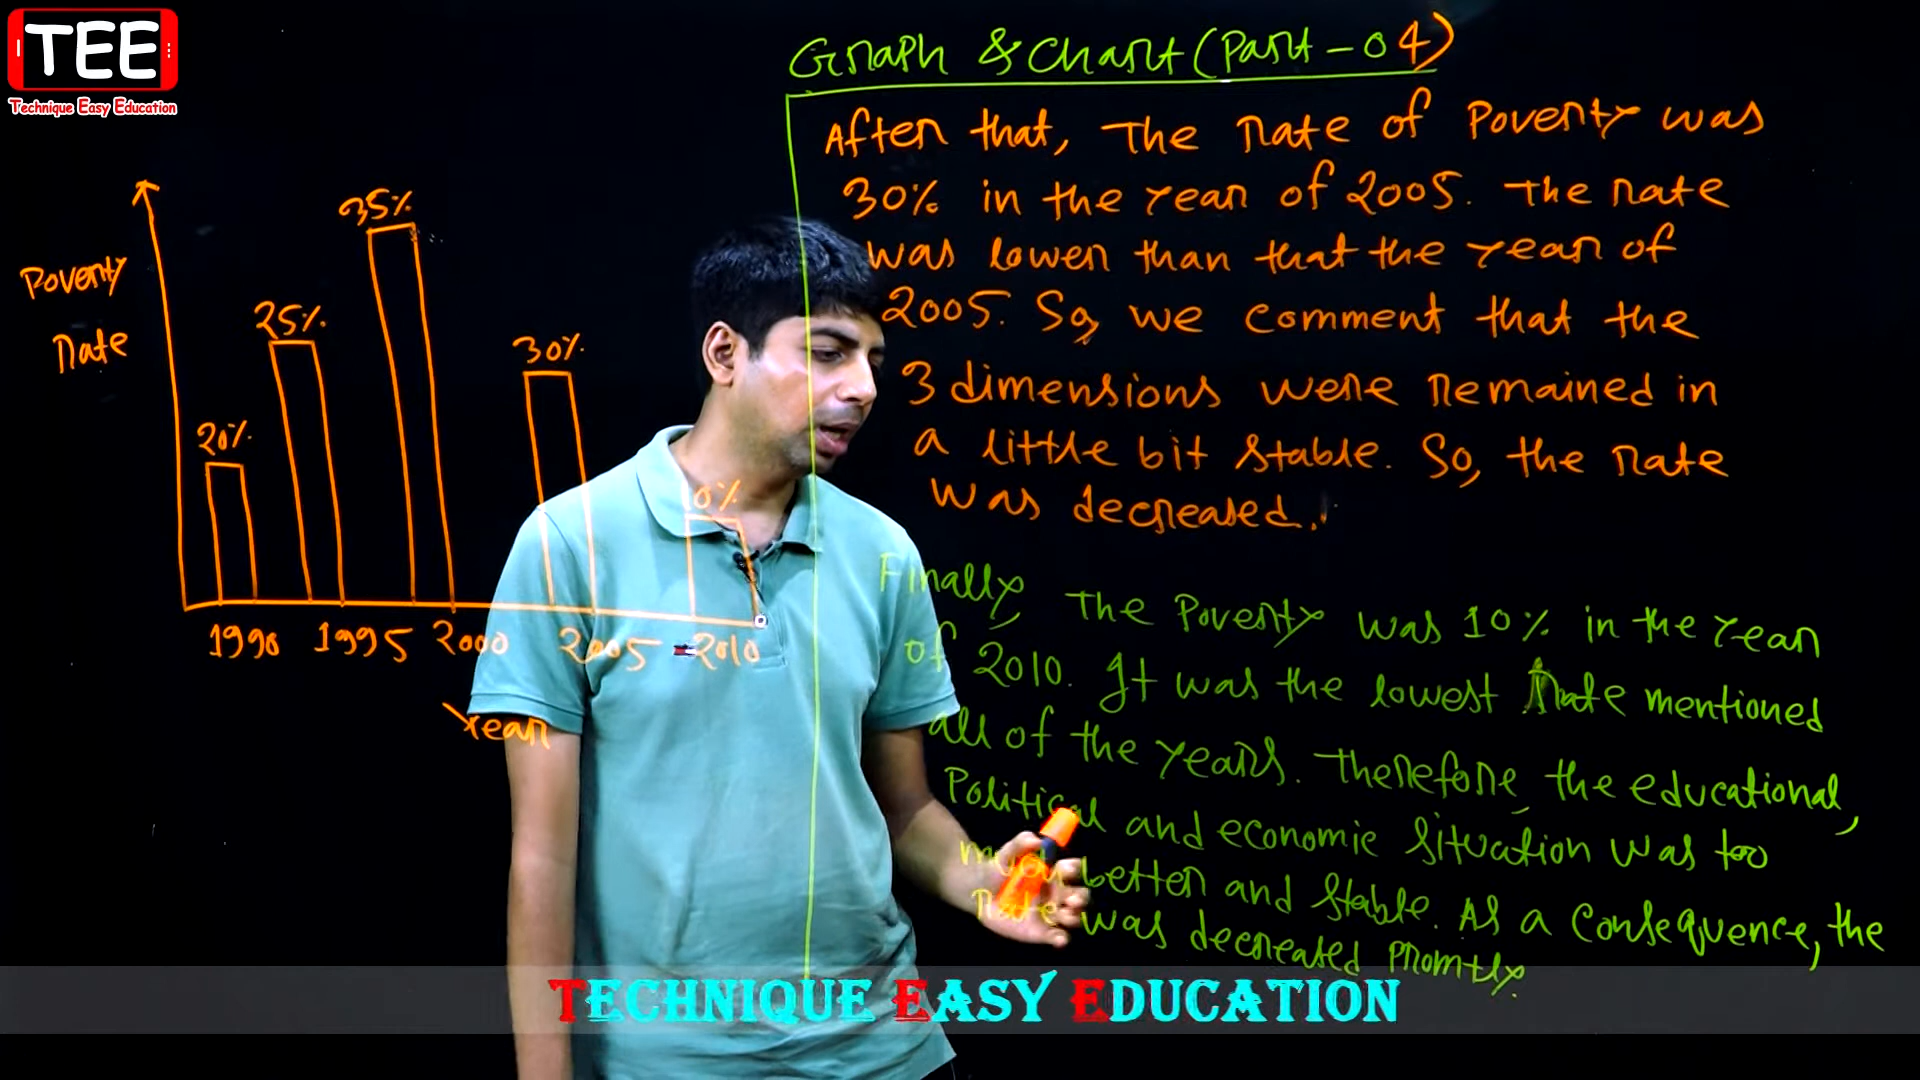 TEE
Technique Easy Education
Graph & Chart (Part - 04)
After that, The rate of Poverty was
30% in the year of 2005. The rate
was lower than that the year of
2005. So, we comment that the
3 dimensions were remained in
a little bit stable. So, the rate
was decreased.
Finally, The Poverty was 10% in the year
of 2010. It was the lowest rate mentioned
all of the years. Therefore, the educational,
Political and economic situation was too
much better and stable. As a consequence, the
rate was decreased promtly.
Poverty
rate
20%
25%
35%
30%
0%
1990 1995 2000 2005 2010
Year
TECHNIQUE EASY EDUCATION